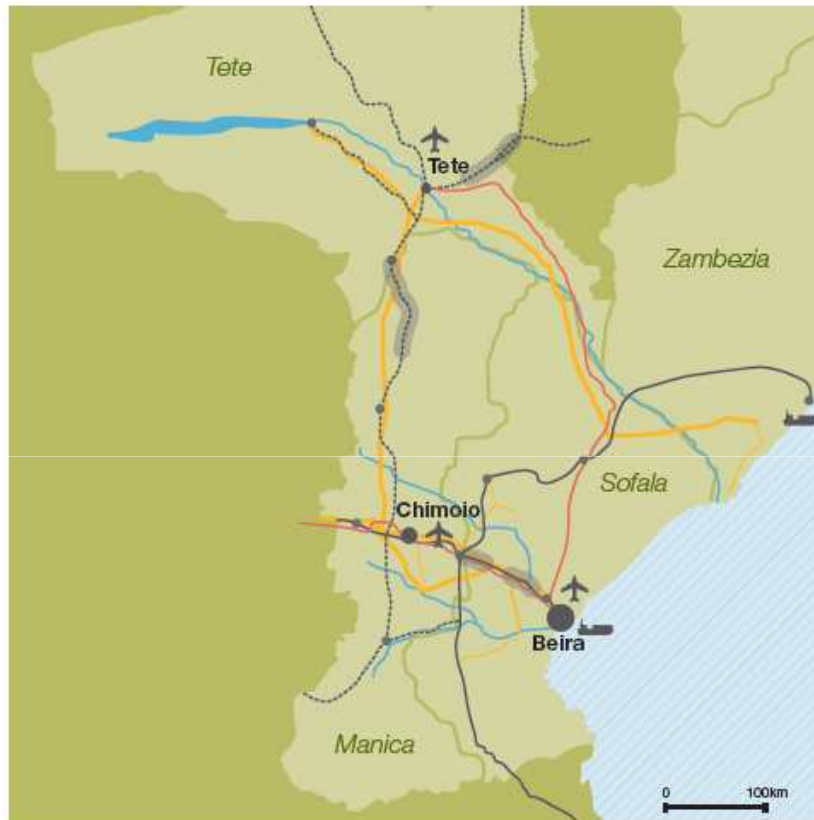 Tete
Tete
Zambezia
Sofala
Chimoio
Beira
Manica
0 100km